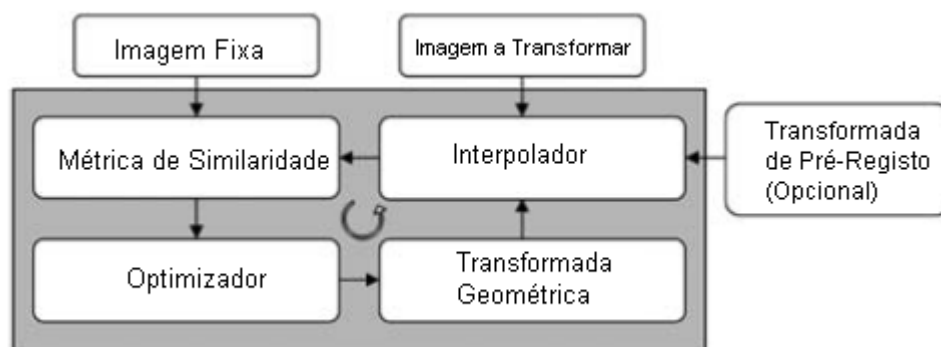 Imagem Fixa
Imagem a Transformar
Métrica de Similaridade
Interpolador
Transformada
de Pré-Registo
(Opcional)
Optimizador
Transformada
Geométrica